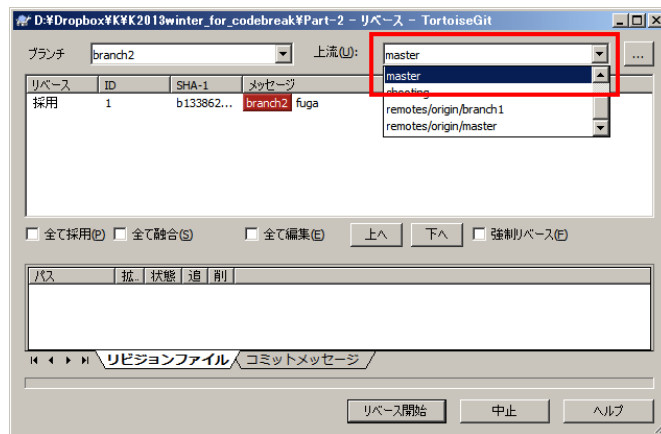 D:¥Dropbox¥K¥K2013winter_for_codebreak¥Part-2 - リベース - TortoiseGit
ブランチ branch2 上流(U): master ...
リベース ID SHA-1 メッセージ
master
採用 1 b133862... branch2 fuga
shooting
remotes/origin/branch1
remotes/origin/master
全て採用(P) 全て融合(S) 全て編集(E) 上へ 下へ 強制リベース(F)
パス 拡... 状態 追 削
リビジョンファイル コミットメッセージ
リベース開始 中止 ヘルプ